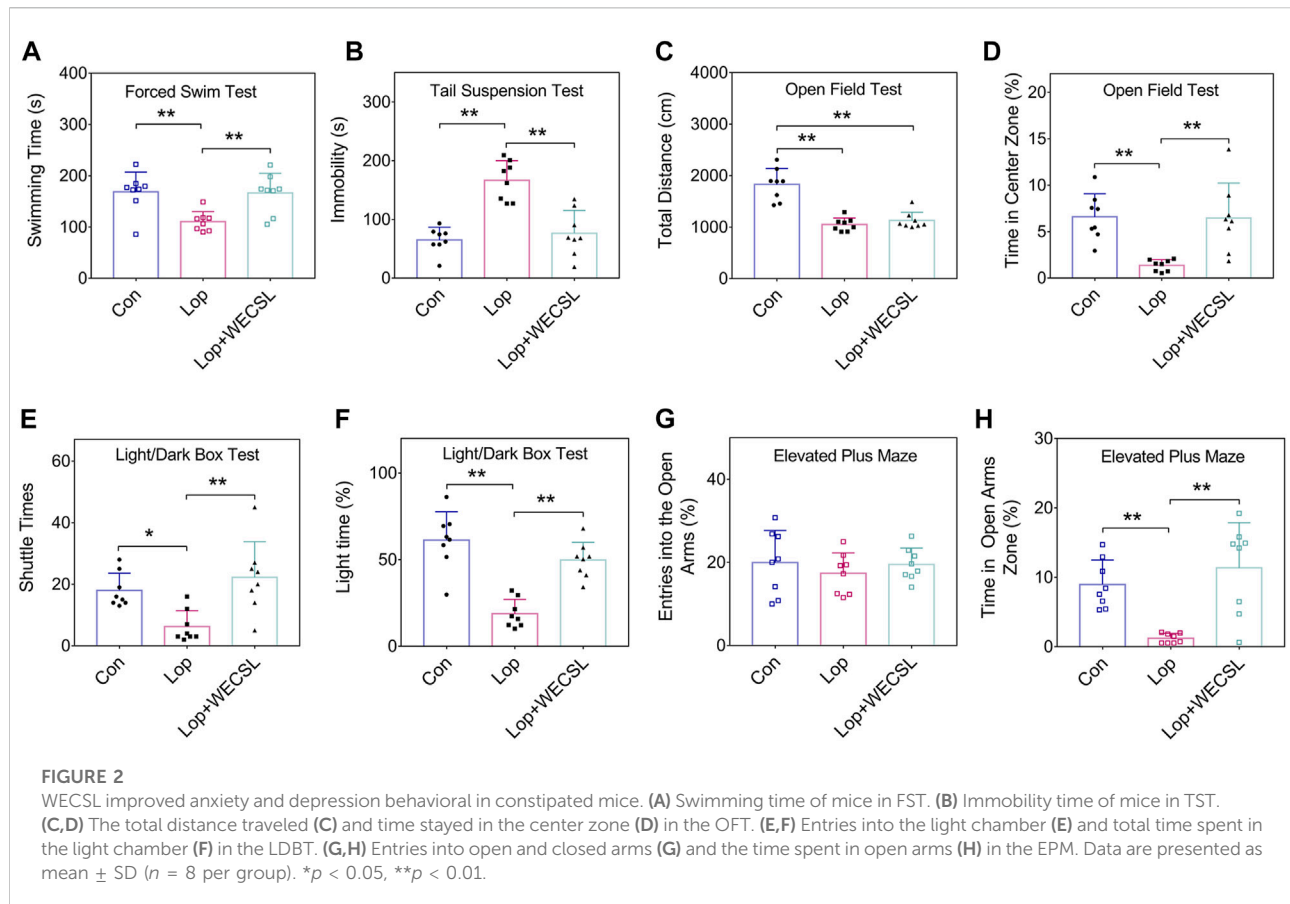 A
Forced Swim Test
Swimming Time (s)
400
300
200
100
0
**
**
Con
Lop
Lop+WECSL
B
Tail Suspension Test
Immobility (s)
300
200
100
0
**
**
Con
Lop
Lop+WECSL
C
Open Field Test
Total Distance (cm)
4000
3000
2000
1000
0
**
**
Con
Lop
Lop+WECSL
D
Open Field Test
Time in Center Zone (%)
20
15
10
5
0
**
**
Con
Lop
Lop+WECSL
E
Light/Dark Box Test
Shuttle Times
60
40
20
0
*
**
Con
Lop
Lop+WECSL
F
Light/Dark Box Test
Light time (%)
100
50
0
**
**
Con
Lop
Lop+WECSL
G
Elevated Plus Maze
Entries into the Open
Arms (%)
40
20
0
Con
Lop
Lop+WECSL
H
Elevated Plus Maze
Time in Open Arms
Zone (%)
30
20
10
0
**
**
Con
Lop
Lop+WECSL
FIGURE 2
WECSL improved anxiety and depression behavioral in constipated mice. (A) Swimming time of mice in FST. (B) Immobility time of mice in TST.
(C,D) The total distance traveled (C) and time stayed in the center zone (D) in the OFT. (E,F) Entries into the light chamber (E) and total time spent in
the light chamber (F) in the LDBT. (G,H) Entries into open and closed arms (G) and the time spent in open arms (H) in the EPM. Data are presented as
mean ± SD (n = 8 per group). *p < 0.05, **p < 0.01.